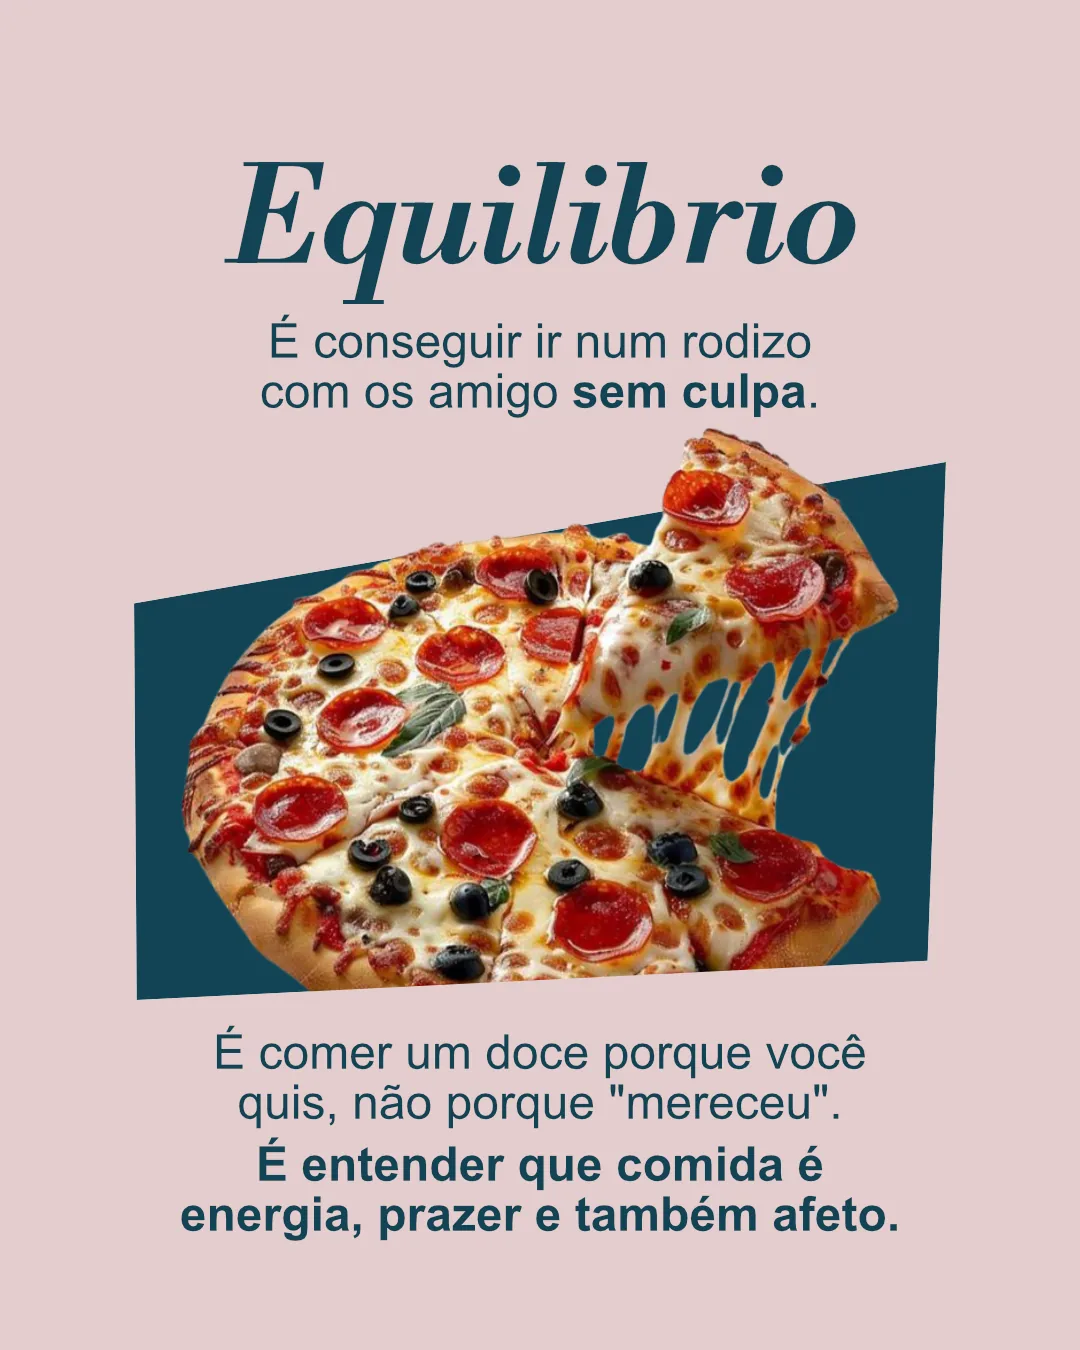 Equilibrio
É conseguir ir num rodizo
com os amigo sem culpa.
É comer um doce porque você
quis, não porque "mereceu".
É entender que comida é
energia, prazer e também afeto.